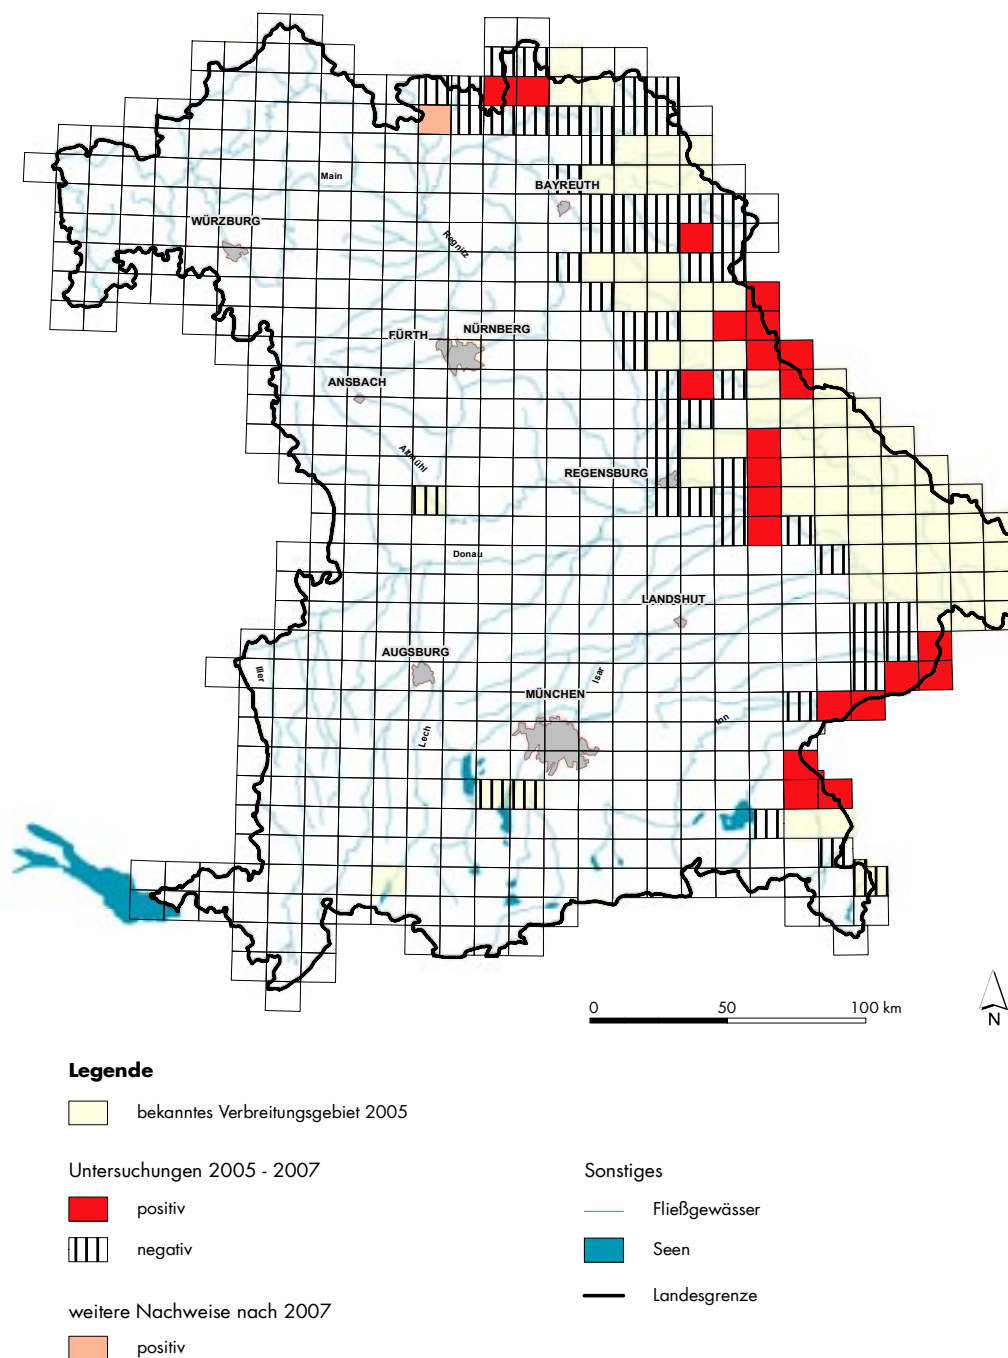 Main
BAYREUTH
WÜRZBURG
Regnitz
FÜRTH
NÜRNBERG
ANSBACH
Altmühl
REGENSBURG
Donau
LANDSHUT
AUGSBURG
Iller
Isar
MÜNCHEN
Lech
Inn
0 50 100 km
N
Legende
bekanntes Verbreitungsgebiet 2005
Untersuchungen 2005 - 2007
positiv
negativ
weitere Nachweise nach 2007
positiv
Sonstiges
Fließgewässer
Seen
Landesgrenze